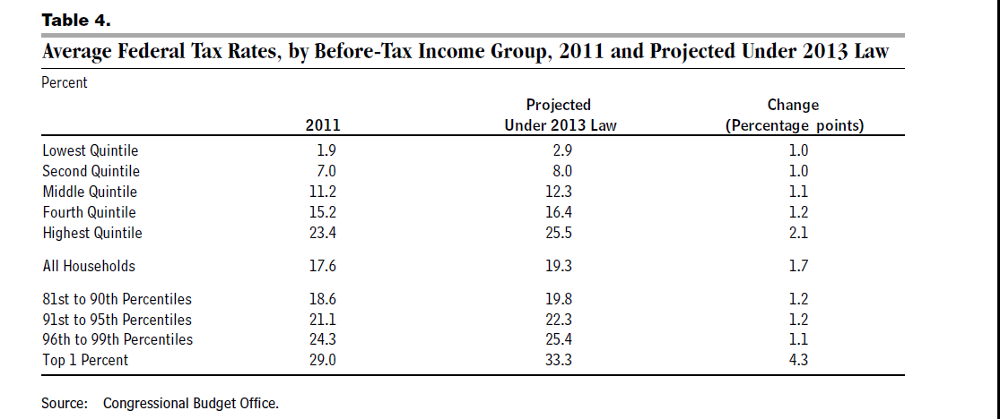 Table 4.
Average Federal Tax Rates, by Before-Tax Income Group, 2011 and Projected Under 2013 Law
Percent
Projected Change
2011 Under 2013 Law (Percentage points)
Lowest Quintile 1.9 2.9 1.0
Second Quintile 7.0 8.0 1.0
Middle Quintile 11.2 12.3 1.1
Fourth Quintile 15.2 16.4 1.2
Highest Quintile 23.4 25.5 2.1
All Households 17.6 19.3 1.7
81st to 90th Percentiles 18.6 19.8 1.2
91st to 95th Percentiles 21.1 22.3 1.2
96th to 99th Percentiles 24.3 25.4 1.1
Top 1 Percent 29.0 33.3 4.3
Source: Congressional Budget Office.